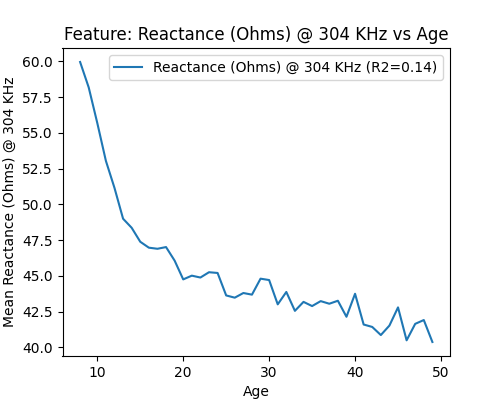 Feature: Reactance (Ohms) @ 304 KHz vs Age
Reactance (Ohms) @ 304 KHz (R2=0.14)
Mean Reactance (Ohms) @ 304 KHz
60.0
57.5
55.0
52.5
50.0
47.5
45.0
42.5
40.0
10 20 30 40 50
Age